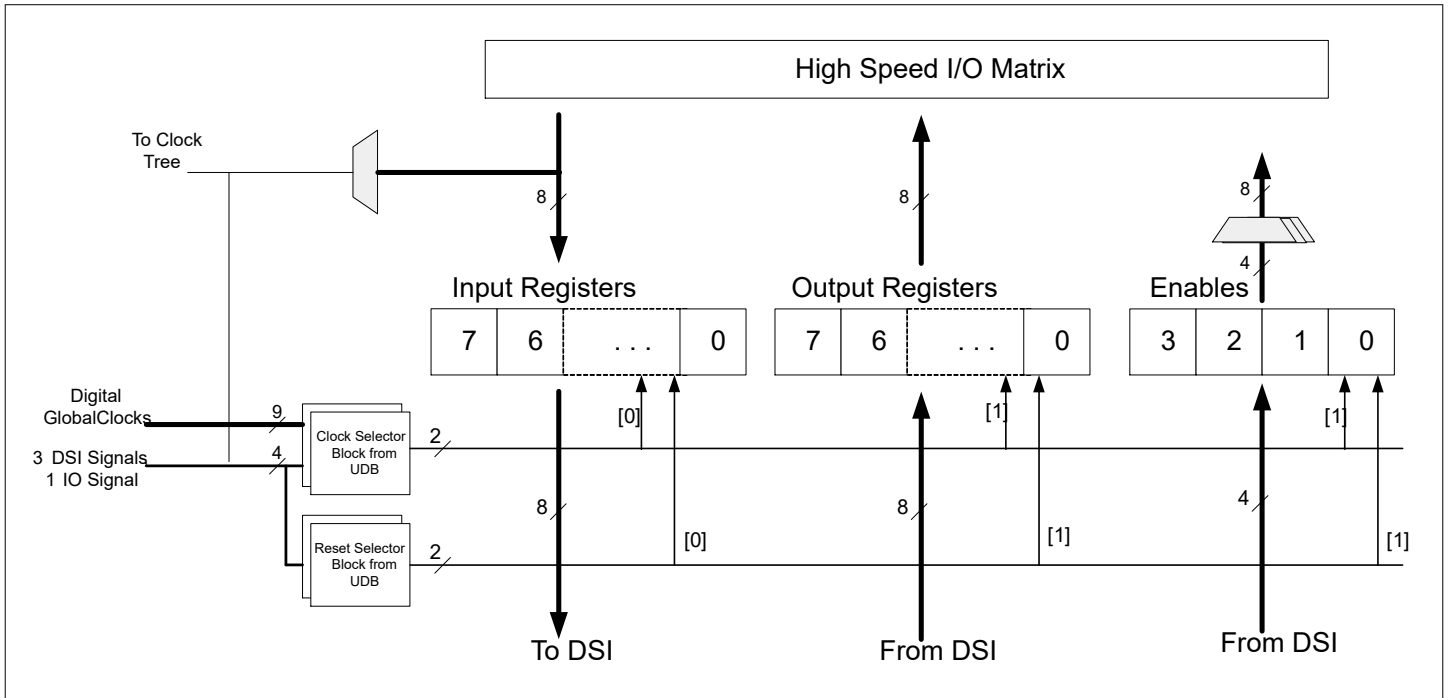 High Speed I/O Matrix
To Clock
Tree
8
8
8
4
Input Registers
Output Registers
Enables
7 6 . . . 0
7 6 . . . 0
3 2 1 0
Digital
GlobalClocks
9
3 DSI Signals
1 IO Signal
4
Clock Selector
Block from
UDB
2
[0]
[1]
[1]
Reset Selector
Block from
UDB
2
8
[0]
8
[1]
4
[1]
To DSI
From DSI
From DSI